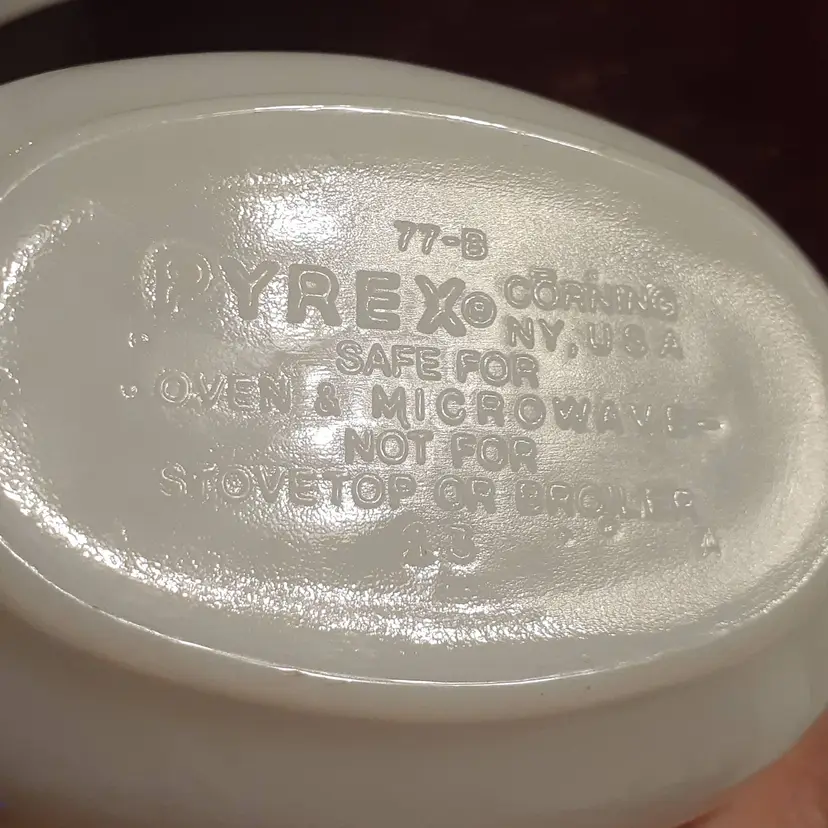 77-B
PYREX® CORNING
NY, USA
SAFE FOR
OVEN & MICROWAVE-
NOT FOR
STOVETOP OR BROILER
A